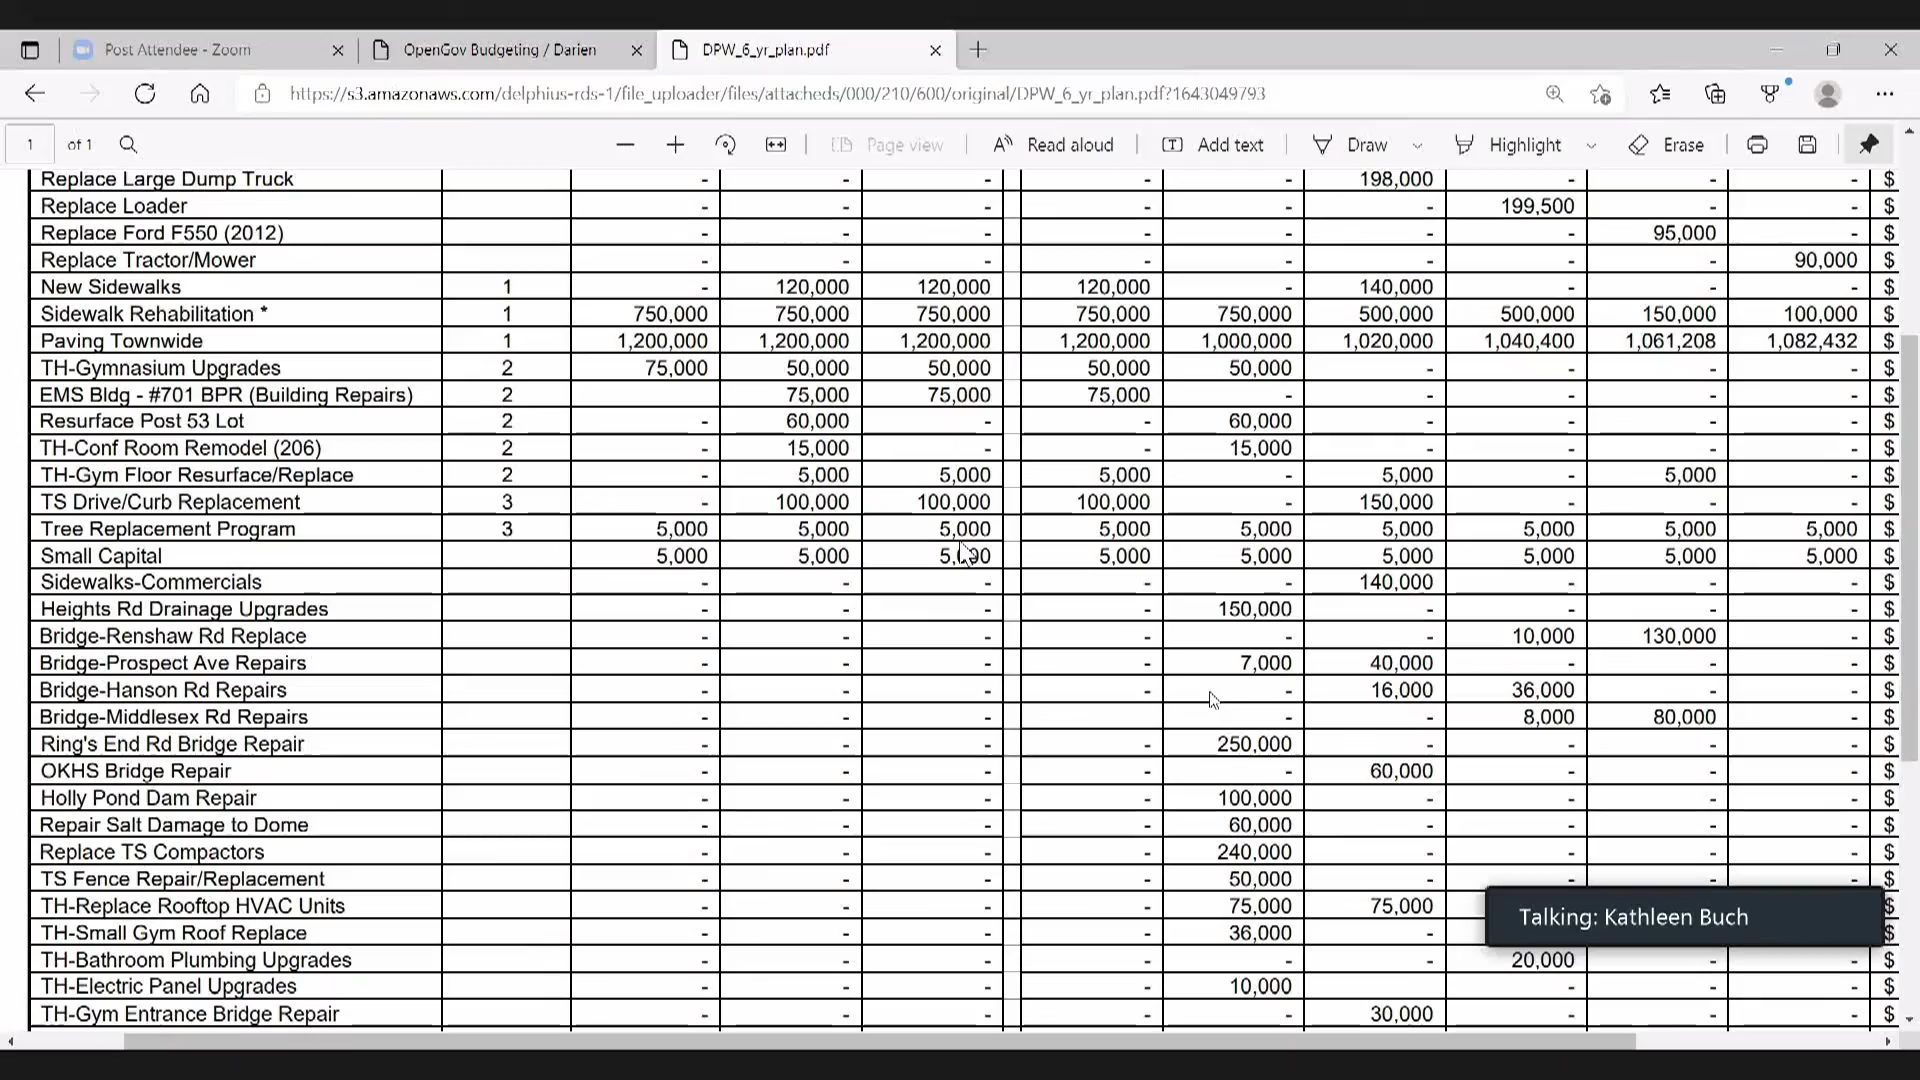 Post Attendee - Zoom
OpenGov Budgeting / Darien
DPW_6_yr_plan.pdf
https://s3.amazonaws.com/delphius-rds-1/file_uploader/files/attacheds/000/210/600/original/DPW_6_yr_plan.pdf?1643049793
1 of 1 Page view Read aloud Add text Draw Highlight Erase
Replace Large Dump Truck - - - - - 198,000 - - - $
Replace Loader - - - - - - 199,500 - - $
Replace Ford F550 (2012) - - - - - - - 95,000 - $
Replace Tractor/Mower - - - - - - - - 90,000 $
New Sidewalks 1 - 120,000 120,000 120,000 - 140,000 - - - $
Sidewalk Rehabilitation * 1 750,000 750,000 750,000 750,000 750,000 500,000 500,000 150,000 100,000 $
Paving Townwide 1 1,200,000 1,200,000 1,200,000 1,200,000 1,000,000 1,020,000 1,040,400 1,061,208 1,082,432 $
TH-Gymnasium Upgrades 2 75,000 50,000 50,000 50,000 50,000 - - - - $
EMS Bldg - #701 BPR (Building Repairs) 2 75,000 75,000 75,000 - - - - - $
Resurface Post 53 Lot 2 - 60,000 - - 60,000 - - - - $
TH-Conf Room Remodel (206) 2 - 15,000 - - 15,000 - - - - $
TH-Gym Floor Resurface/Replace 2 - 5,000 5,000 5,000 - 5,000 - 5,000 - $
TS Drive/Curb Replacement 3 - 100,000 100,000 100,000 - 150,000 - - - $
Tree Replacement Program 3 5,000 5,000 5,000 5,000 5,000 5,000 5,000 5,000 5,000 $
Small Capital 5,000 5,000 5,000 5,000 5,000 5,000 5,000 5,000 5,000 $
Sidewalks-Commercials - - - - - 140,000 - - - $
Heights Rd Drainage Upgrades - - - - 150,000 - - - - $
Bridge-Renshaw Rd Replace - - - - - - 10,000 130,000 - $
Bridge-Prospect Ave Repairs - - - - 7,000 40,000 - - - $
Bridge-Hanson Rd Repairs - - - - - 16,000 36,000 - - $
Bridge-Middlesex Rd Repairs - - - - - - 8,000 80,000 - $
Ring's End Rd Bridge Repair - - - - 250,000 - - - - $
OKHS Bridge Repair - - - - - 60,000 - - - $
Holly Pond Dam Repair - - - - 100,000 - - - - $
Repair Salt Damage to Dome - - - - 60,000 - - - - $
Replace TS Compactors - - - - 240,000 - - - - $
TS Fence Repair/Replacement - - - - 50,000 - - - - $
TH-Replace Rooftop HVAC Units - - - - 75,000 75,000 $
Talking: Kathleen Buch
TH-Small Gym Roof Replace - - - - 36,000 - $
TH-Bathroom Plumbing Upgrades - - - - - - 20,000 - - $
TH-Electric Panel Upgrades - - - - 10,000 - - - - $
TH-Gym Entrance Bridge Repair - - - - - 30,000 - - - $